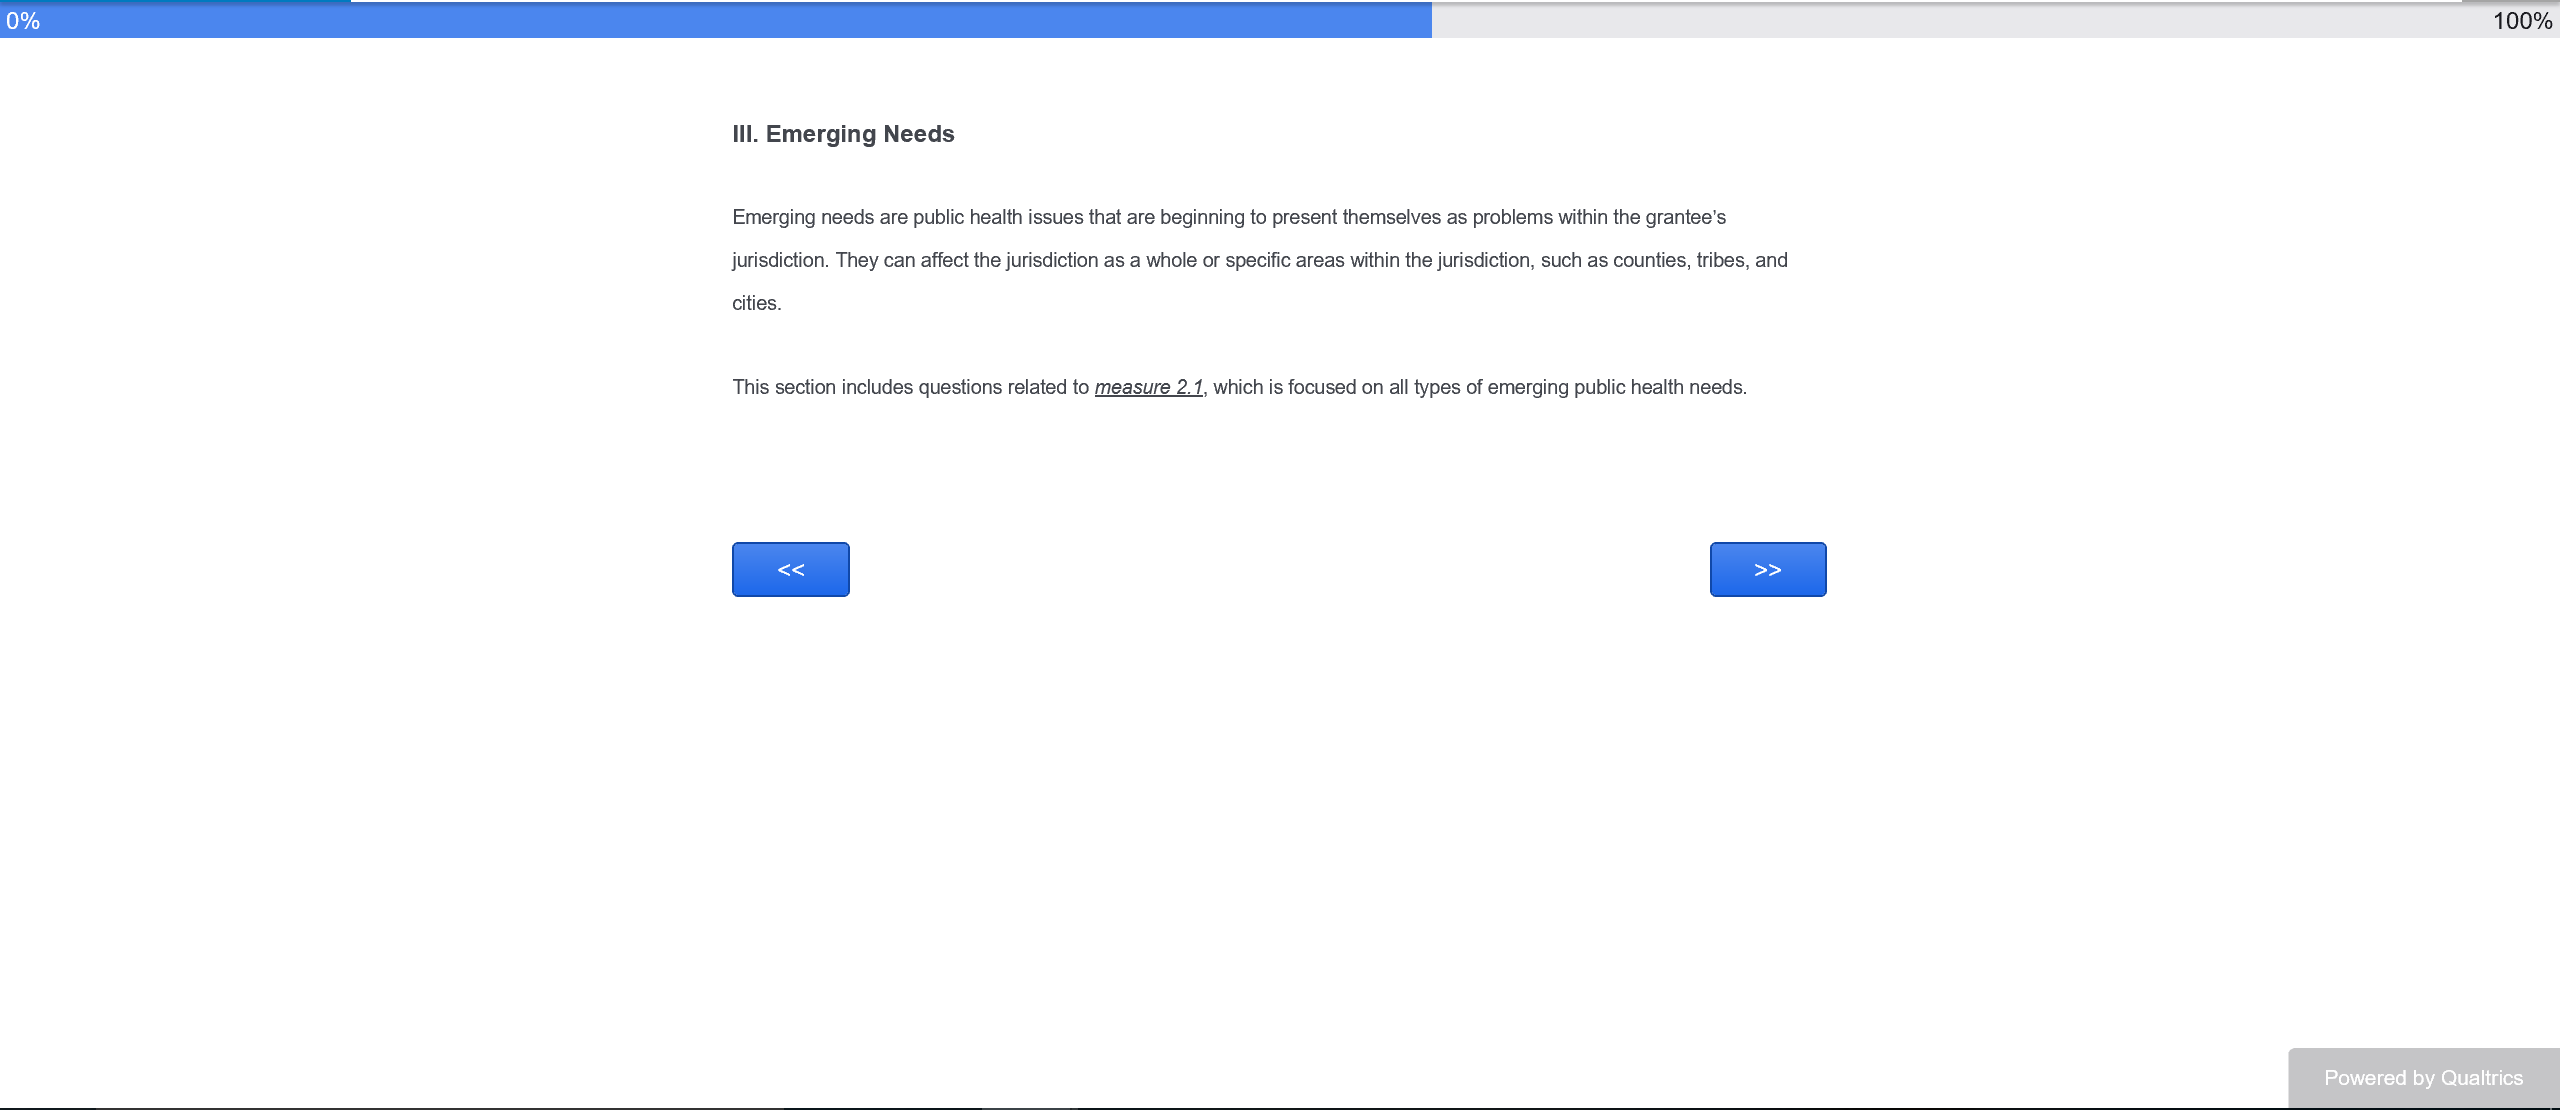 0% 100%
III. Emerging Needs
Emerging needs are public health issues that are beginning to present themselves as problems within the grantee’s
jurisdiction. They can affect the jurisdiction as a whole or specific areas within the jurisdiction, such as counties, tribes, and
cities.
This section includes questions related to measure 2.1, which is focused on all types of emerging public health needs.
<< >>
Powered by Qualtrics